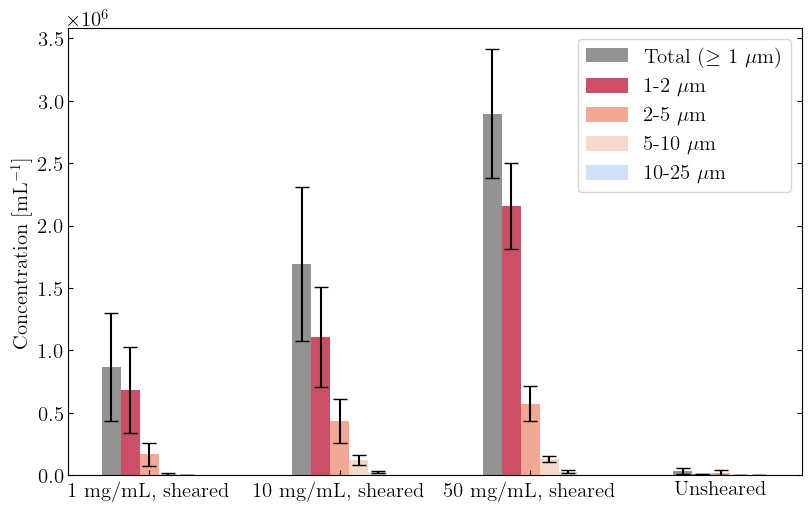 ×10⁶
3.5
3.0
2.5
2.0
1.5
1.0
0.5
0.0
Concentration [mL⁻¹]
Total (≥ 1 μm)
1-2 μm
2-5 μm
5-10 μm
10-25 μm
1 mg/mL, sheared
10 mg/mL, sheared
50 mg/mL, sheared
Unsheared